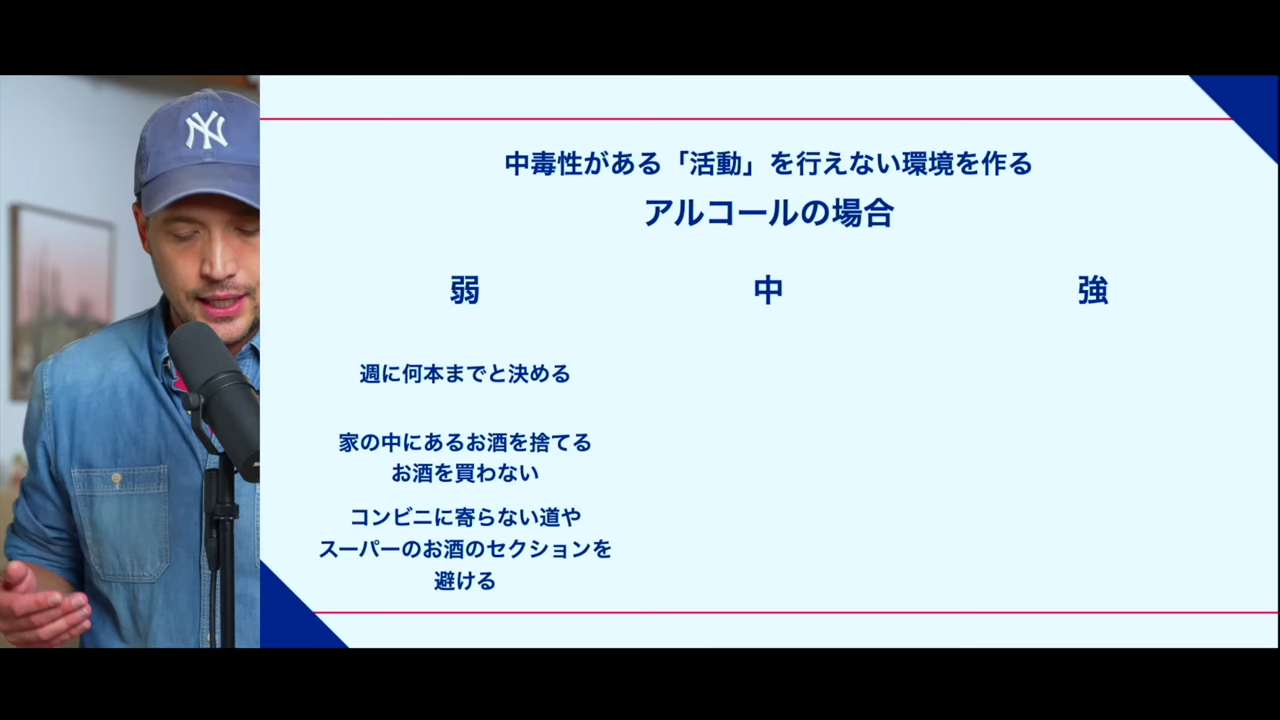 NY
中毒性がある「活動」を行えない環境を作る
アルコールの場合
弱 中 強
週に何本までと決める
家の中にあるお酒を捨てる
お酒を買わない
コンビニに寄らない道や
スーパーのお酒のセクションを
避ける